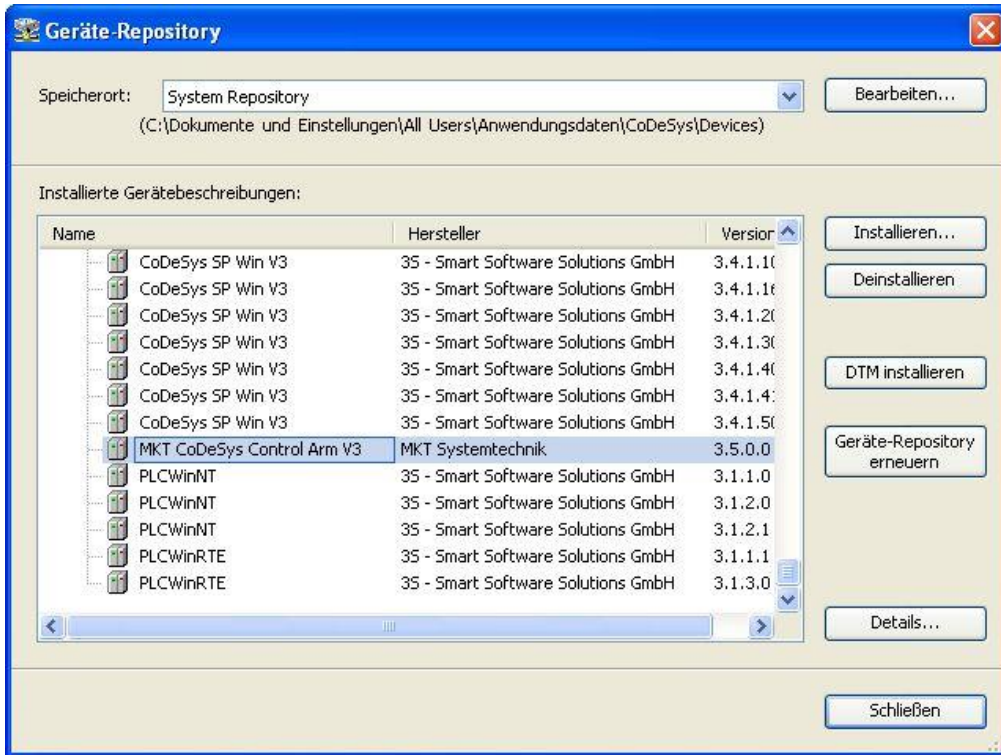 Geräte-Repository
Speicherort: System Repository Bearbeiten...
(C:\Dokumente und Einstellungen\All Users\Anwendungsdaten\CoDeSys\Devices)
Installierte Gerätebeschreibungen:
Name Hersteller Installieren...
CoDeSys SP Win V3 3S - Smart Software Solutions GmbH
CoDeSys SP Win V3 3S - Smart Software Solutions GmbH Deinstallieren
CoDeSys SP Win V3 3S - Smart Software Solutions GmbH
CoDeSys SP Win V3 3S - Smart Software Solutions GmbH
CoDeSys SP Win V3 3S - Smart Software Solutions GmbH DTM installieren
CoDeSys SP Win V3 3S - Smart Software Solutions GmbH
CoDeSys SP Win V3 3S - Smart Software Solutions GmbH
MKT CoDeSys Control Arm V3 MKT Systemtechnik 3.5.0.0
Geräte-Repository
erneuern
PLCWinNT 3S - Smart Software Solutions GmbH 3.1.1.0
PLCWinNT 3S - Smart Software Solutions GmbH 3.1.2.0
PLCWinNT 3S - Smart Software Solutions GmbH 3.1.2.1
PLCWinRTE 3S - Smart Software Solutions GmbH 3.1.1.1
PLCWinRTE 3S - Smart Software Solutions GmbH 3.1.3.0
Details...
Schließen